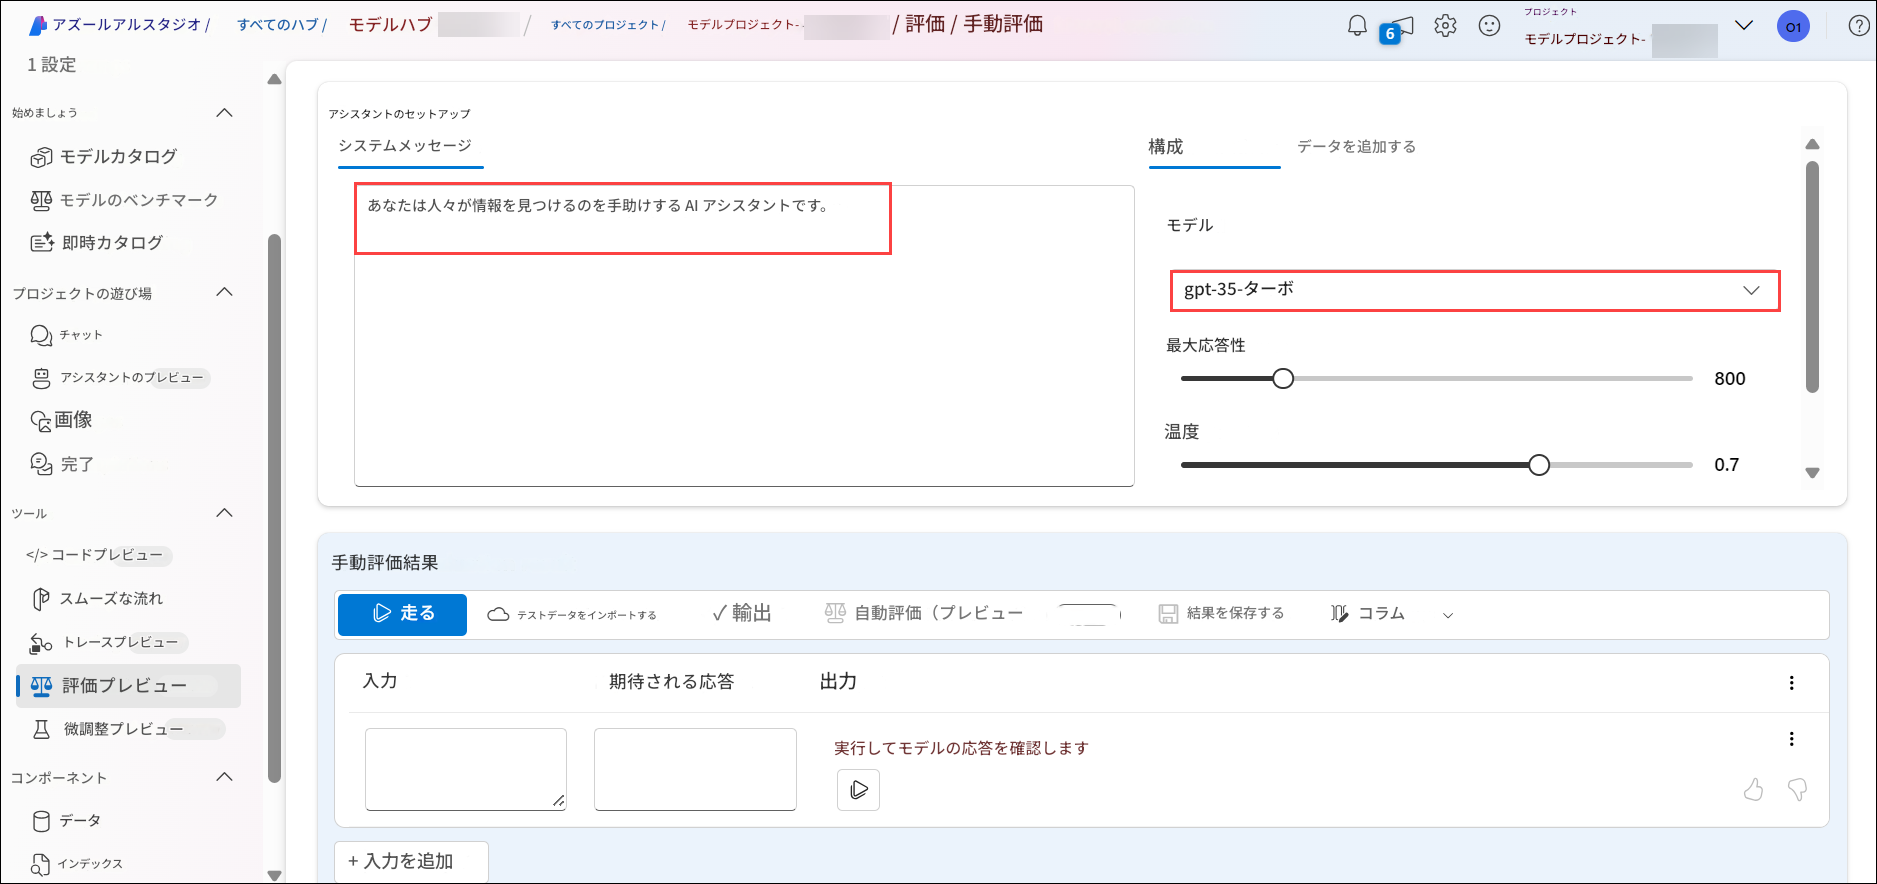 アズールアルスタジオ / すべてのハブ / モデルハブ / すべてのプロジェクト / モデルプロジェクト- / 評価 / 手動評価
6
プロジェクト
モデルプロジェクト-
O1
1 設定
始めましょう
モデルカタログ
モデルのベンチマーク
即時カタログ
プロジェクトの遊び場
チャット
アシスタントのプレビュー
画像
完了
ツール
</> コードプレビュー
スムーズな流れ
トレースプレビュー
評価プレビュー
微調整プレビュー
コンポーネント
データ
インデックス
アシスタントのセットアップ
システムメッセージ
あなたは人々が情報を見つけるのを手助けする AI アシスタントです。
構成
データを追加する
モデル
gpt-35-ターボ
最大応答性
800
温度
0.7
手動評価結果
走る
テストデータをインポートする
✓ 輸出
自動評価（プレビュー
結果を保存する
コラム
入力
期待される応答
出力
実行してモデルの応答を確認します
+ 入力を追加